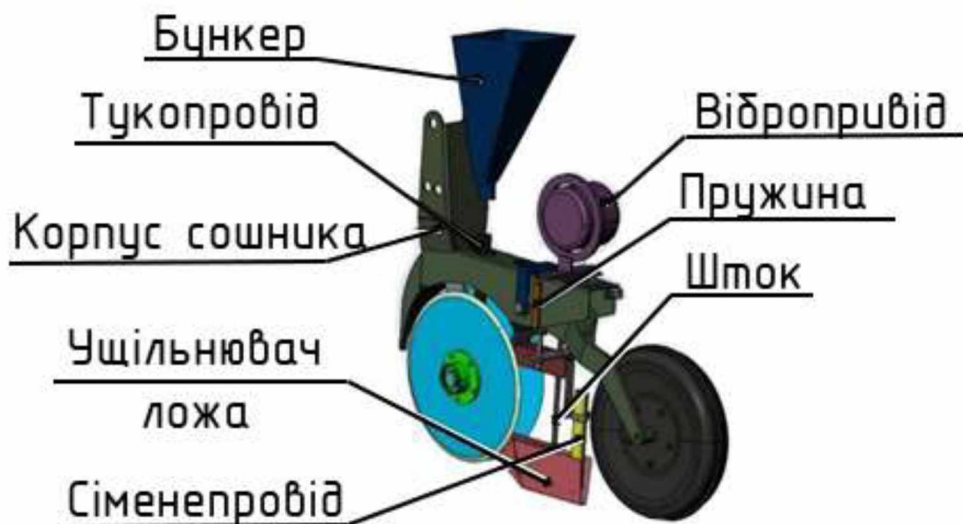 Бункер
Тукопровід
Корпус сошника
Ущільнювач
ложа
Сіменепровід
Вібропривід
Пружина
Шток